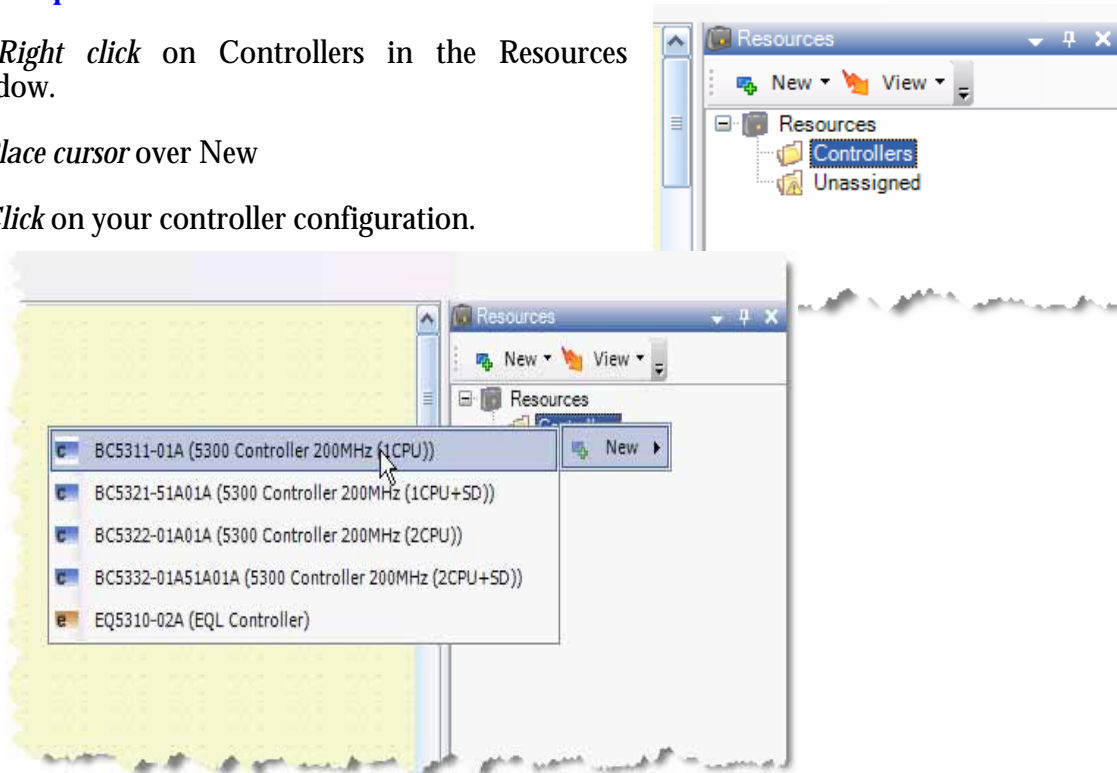 Right click on Controllers in the Resources
dow.
lace cursor over New
Click on your controller configuration.
Resources
New View
Resources
Controllers
Unassigned
Resources
New View
Resources
New
BC5311-01A (5300 Controller 200MHz (1CPU))
BC5321-51A01A (5300 Controller 200MHz (1CPU+SD))
BC5322-01A01A (5300 Controller 200MHz (2CPU))
BC5332-01A51A01A (5300 Controller 200MHz (2CPU+SD))
EQ5310-02A (EQL Controller)